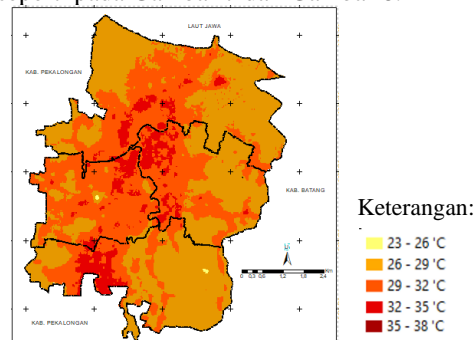 LAUT JAWA
KAB. PEKALONGAN
KAB. BATANG
KAB. PEKALONGAN
Keterangan:
23 - 26 'C
26 - 29 'C
29 - 32 'C
32 - 35 'C
35 - 38 'C